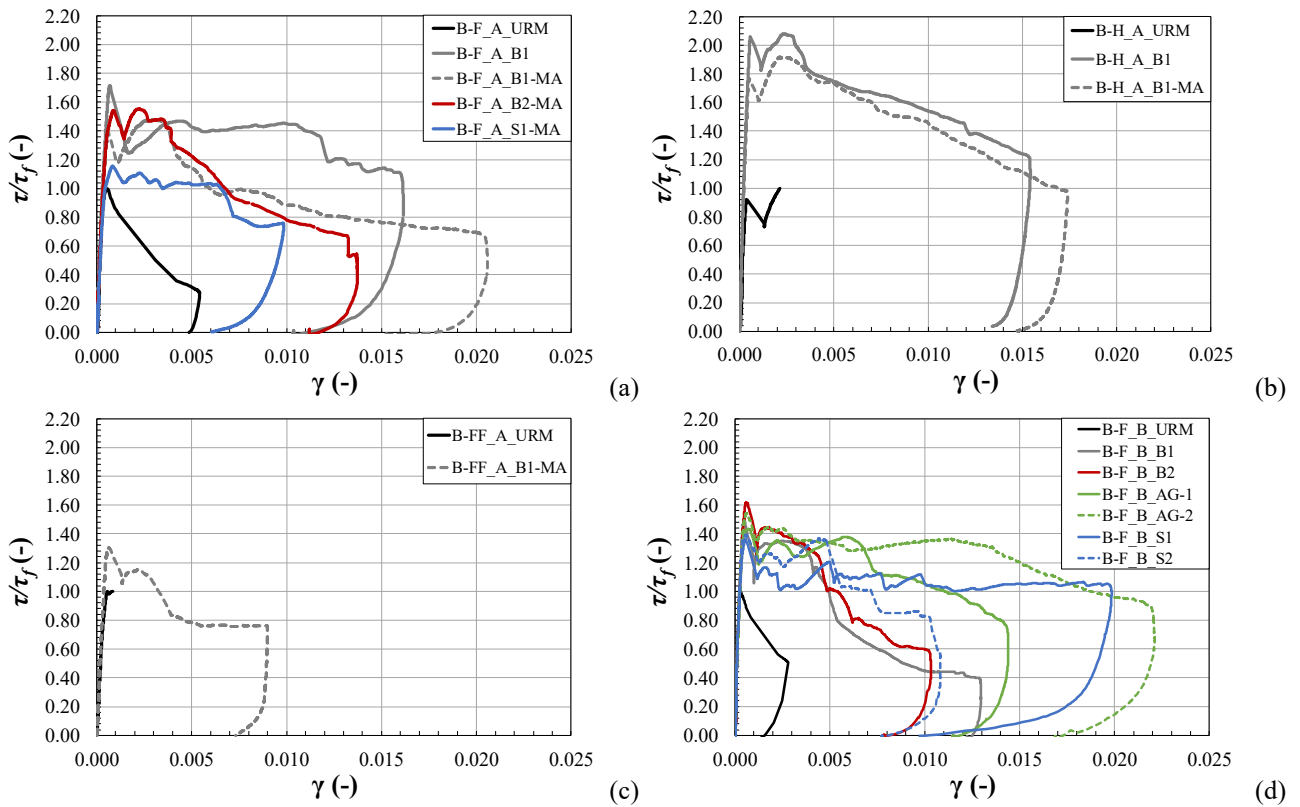 2.20
2.00
1.80
1.60
1.40
1.20
1.00
0.80
0.60
0.40
0.20
0.00
τ/τf (-)
0.000 0.005 0.010 0.015 0.020 0.025
γ (-)
B-F_A_URM
B-F_A_B1
B-F_A_B1-MA
B-F_A_B2-MA
B-F_A_S1-MA
(a)
2.20
2.00
1.80
1.60
1.40
1.20
1.00
0.80
0.60
0.40
0.20
0.00
τ/τf (-)
0.000 0.005 0.010 0.015 0.020 0.025
γ (-)
B-H_A_URM
B-H_A_B1
B-H_A_B1-MA
(b)
2.20
2.00
1.80
1.60
1.40
1.20
1.00
0.80
0.60
0.40
0.20
0.00
τ/τf (-)
0.000 0.005 0.010 0.015 0.020 0.025
γ (-)
B-FF_A_URM
B-FF_A_B1-MA
(c)
2.20
2.00
1.80
1.60
1.40
1.20
1.00
0.80
0.60
0.40
0.20
0.00
τ/τf (-)
0.000 0.005 0.010 0.015 0.020 0.025
γ (-)
B-F_B_URM
B-F_B_B1
B-F_B_B2
B-F_B_AG-1
B-F_B_AG-2
B-F_B_S1
B-F_B_S2
(d)